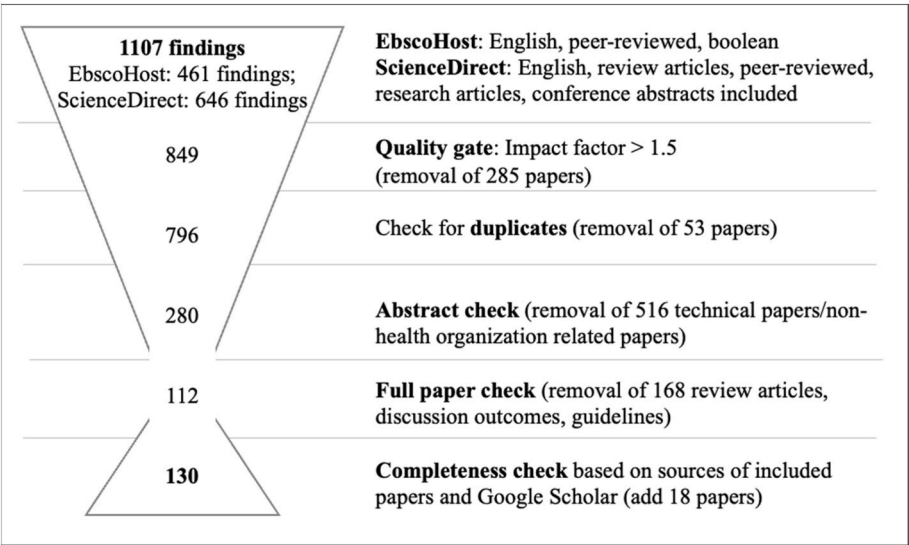 1107 findings
EbscoHost: 461 findings;
ScienceDirect: 646 findings
EbscoHost: English, peer-reviewed, boolean
ScienceDirect: English, review articles, peer-reviewed,
research articles, conference abstracts included
849
Quality gate: Impact factor > 1.5
(removal of 285 papers)
796
Check for duplicates (removal of 53 papers)
280
Abstract check (removal of 516 technical papers/non-
health organization related papers)
112
Full paper check (removal of 168 review articles,
discussion outcomes, guidelines)
130
Completeness check based on sources of included
papers and Google Scholar (add 18 papers)